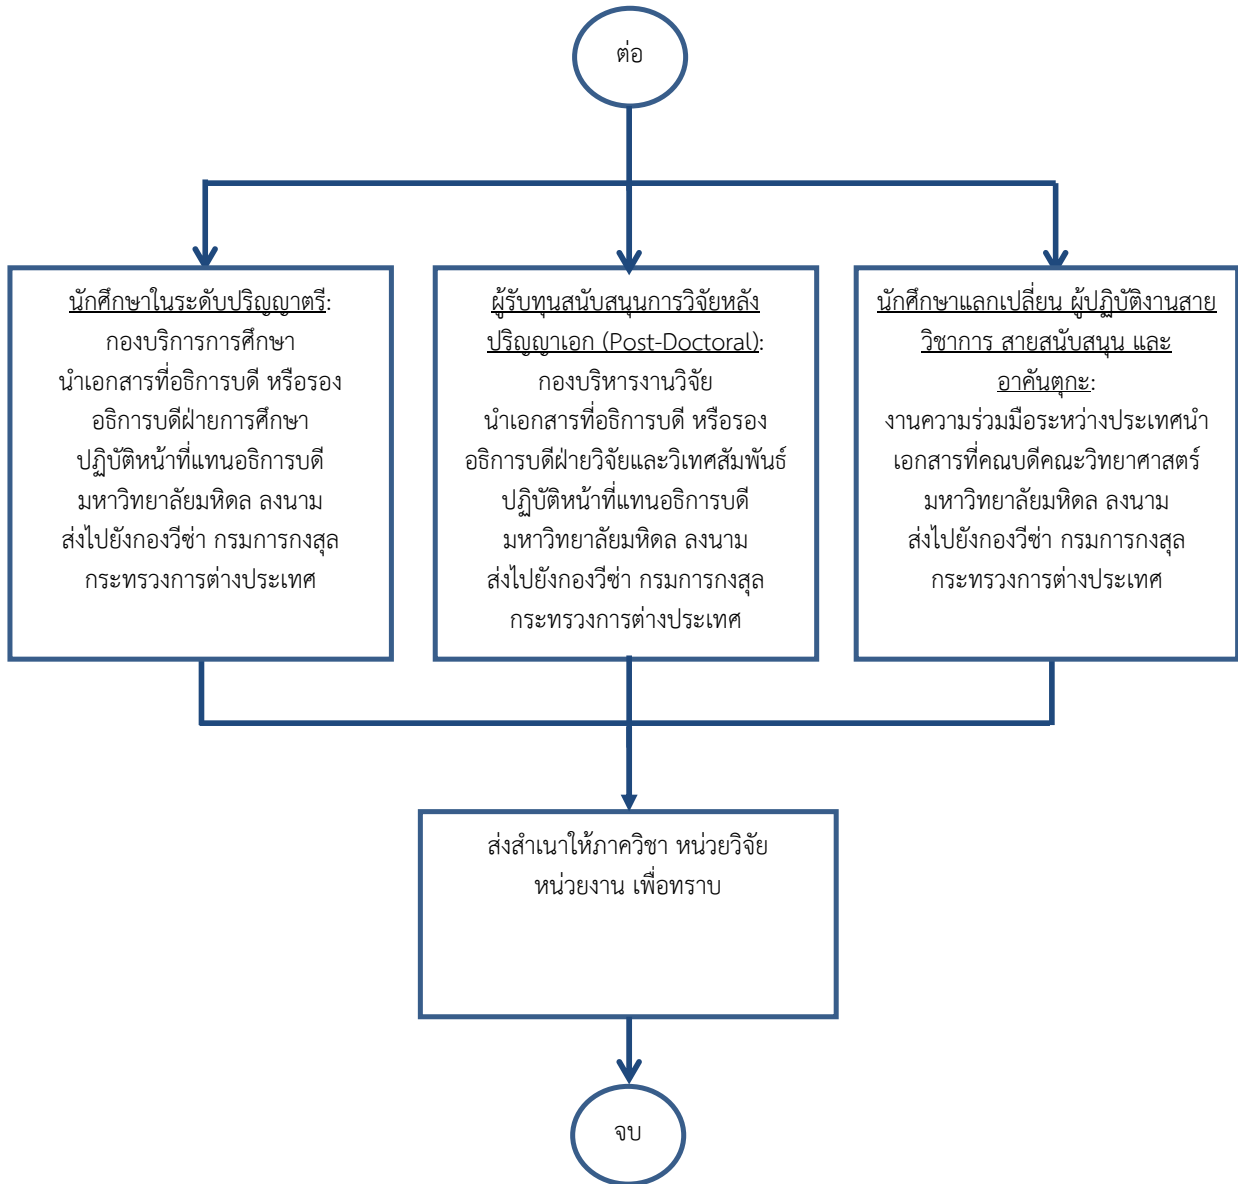 ต่อ
นักศึกษาในระดับปริญญาตรี:
กองบริการการศึกษา
นำเอกสารที่อธิการบดี หรือรอง
อธิการบดีฝ่ายการศึกษา
ปฏิบัติหน้าที่แทนอธิการบดี
มหาวิทยาลัยมหิดล ลงนาม
ส่งไปยังกองวีซ่า กรมการกงสุล
กระทรวงการต่างประเทศ
ผู้รับทุนสนับสนุนการวิจัยหลัง
ปริญญาเอก (Post-Doctoral):
กองบริหารงานวิจัย
นำเอกสารที่อธิการบดี หรือรอง
อธิการบดีฝ่ายวิจัยและวิเทศสัมพันธ์
ปฏิบัติหน้าที่แทนอธิการบดี
มหาวิทยาลัยมหิดล ลงนาม
ส่งไปยังกองวีซ่า กรมการกงสุล
กระทรวงการต่างประเทศ
นักศึกษาแลกเปลี่ยน ผู้ปฏิบัติงานสาย
วิชาการ สายสนับสนุน และ
อาคันตุกะ:
งานความร่วมมือระหว่างประเทศนำ
เอกสารที่คณบดีคณะวิทยาศาสตร์
มหาวิทยาลัยมหิดล ลงนาม
ส่งไปยังกองวีซ่า กรมการกงสุล
กระทรวงการต่างประเทศ
ส่งสำเนาให้ภาควิชา หน่วยวิจัย
หน่วยงาน เพื่อทราบ
จบ